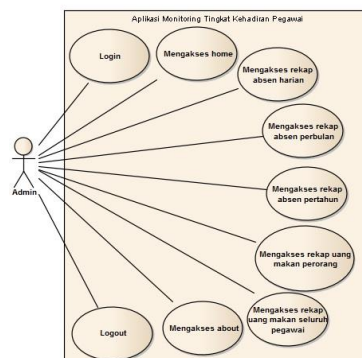 Aplikasi Monitoring Tingkat Kehadiran Pegawai
Login
Mengakses home
Mengakses rekap
absen harian
Mengakses rekap
absen perbulan
Mengakses rekap
absen pertahun
Admin
Mengakses rekap uang
makan perorang
Mengakses rekap
uang makan seluruh
pegawai
Mengakses about
Logout